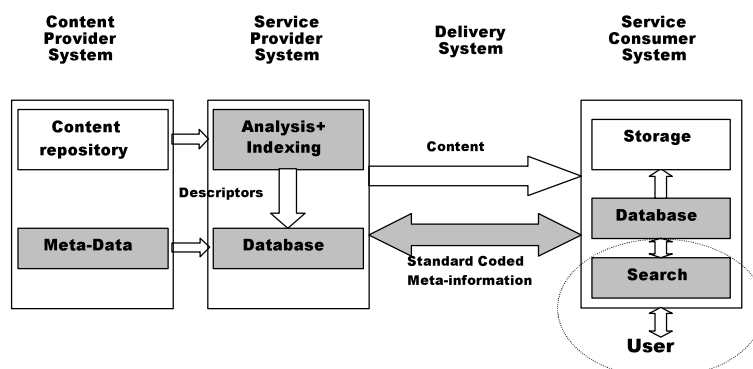 Content
Provider
System
Service
Provider
System
Delivery
System
Service
Consumer
System
Content
repository
Analysis+
Indexing
Content
Storage
Descriptors
Meta-Data
Database
Database
Standard Coded
Meta-information
Search
User